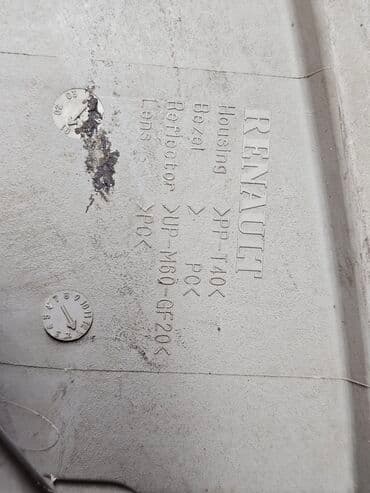 RENAULT
Housing >PP-T40<
Bezel > PC<
Reflector >UP-M60-GF20<
Lens >PC<